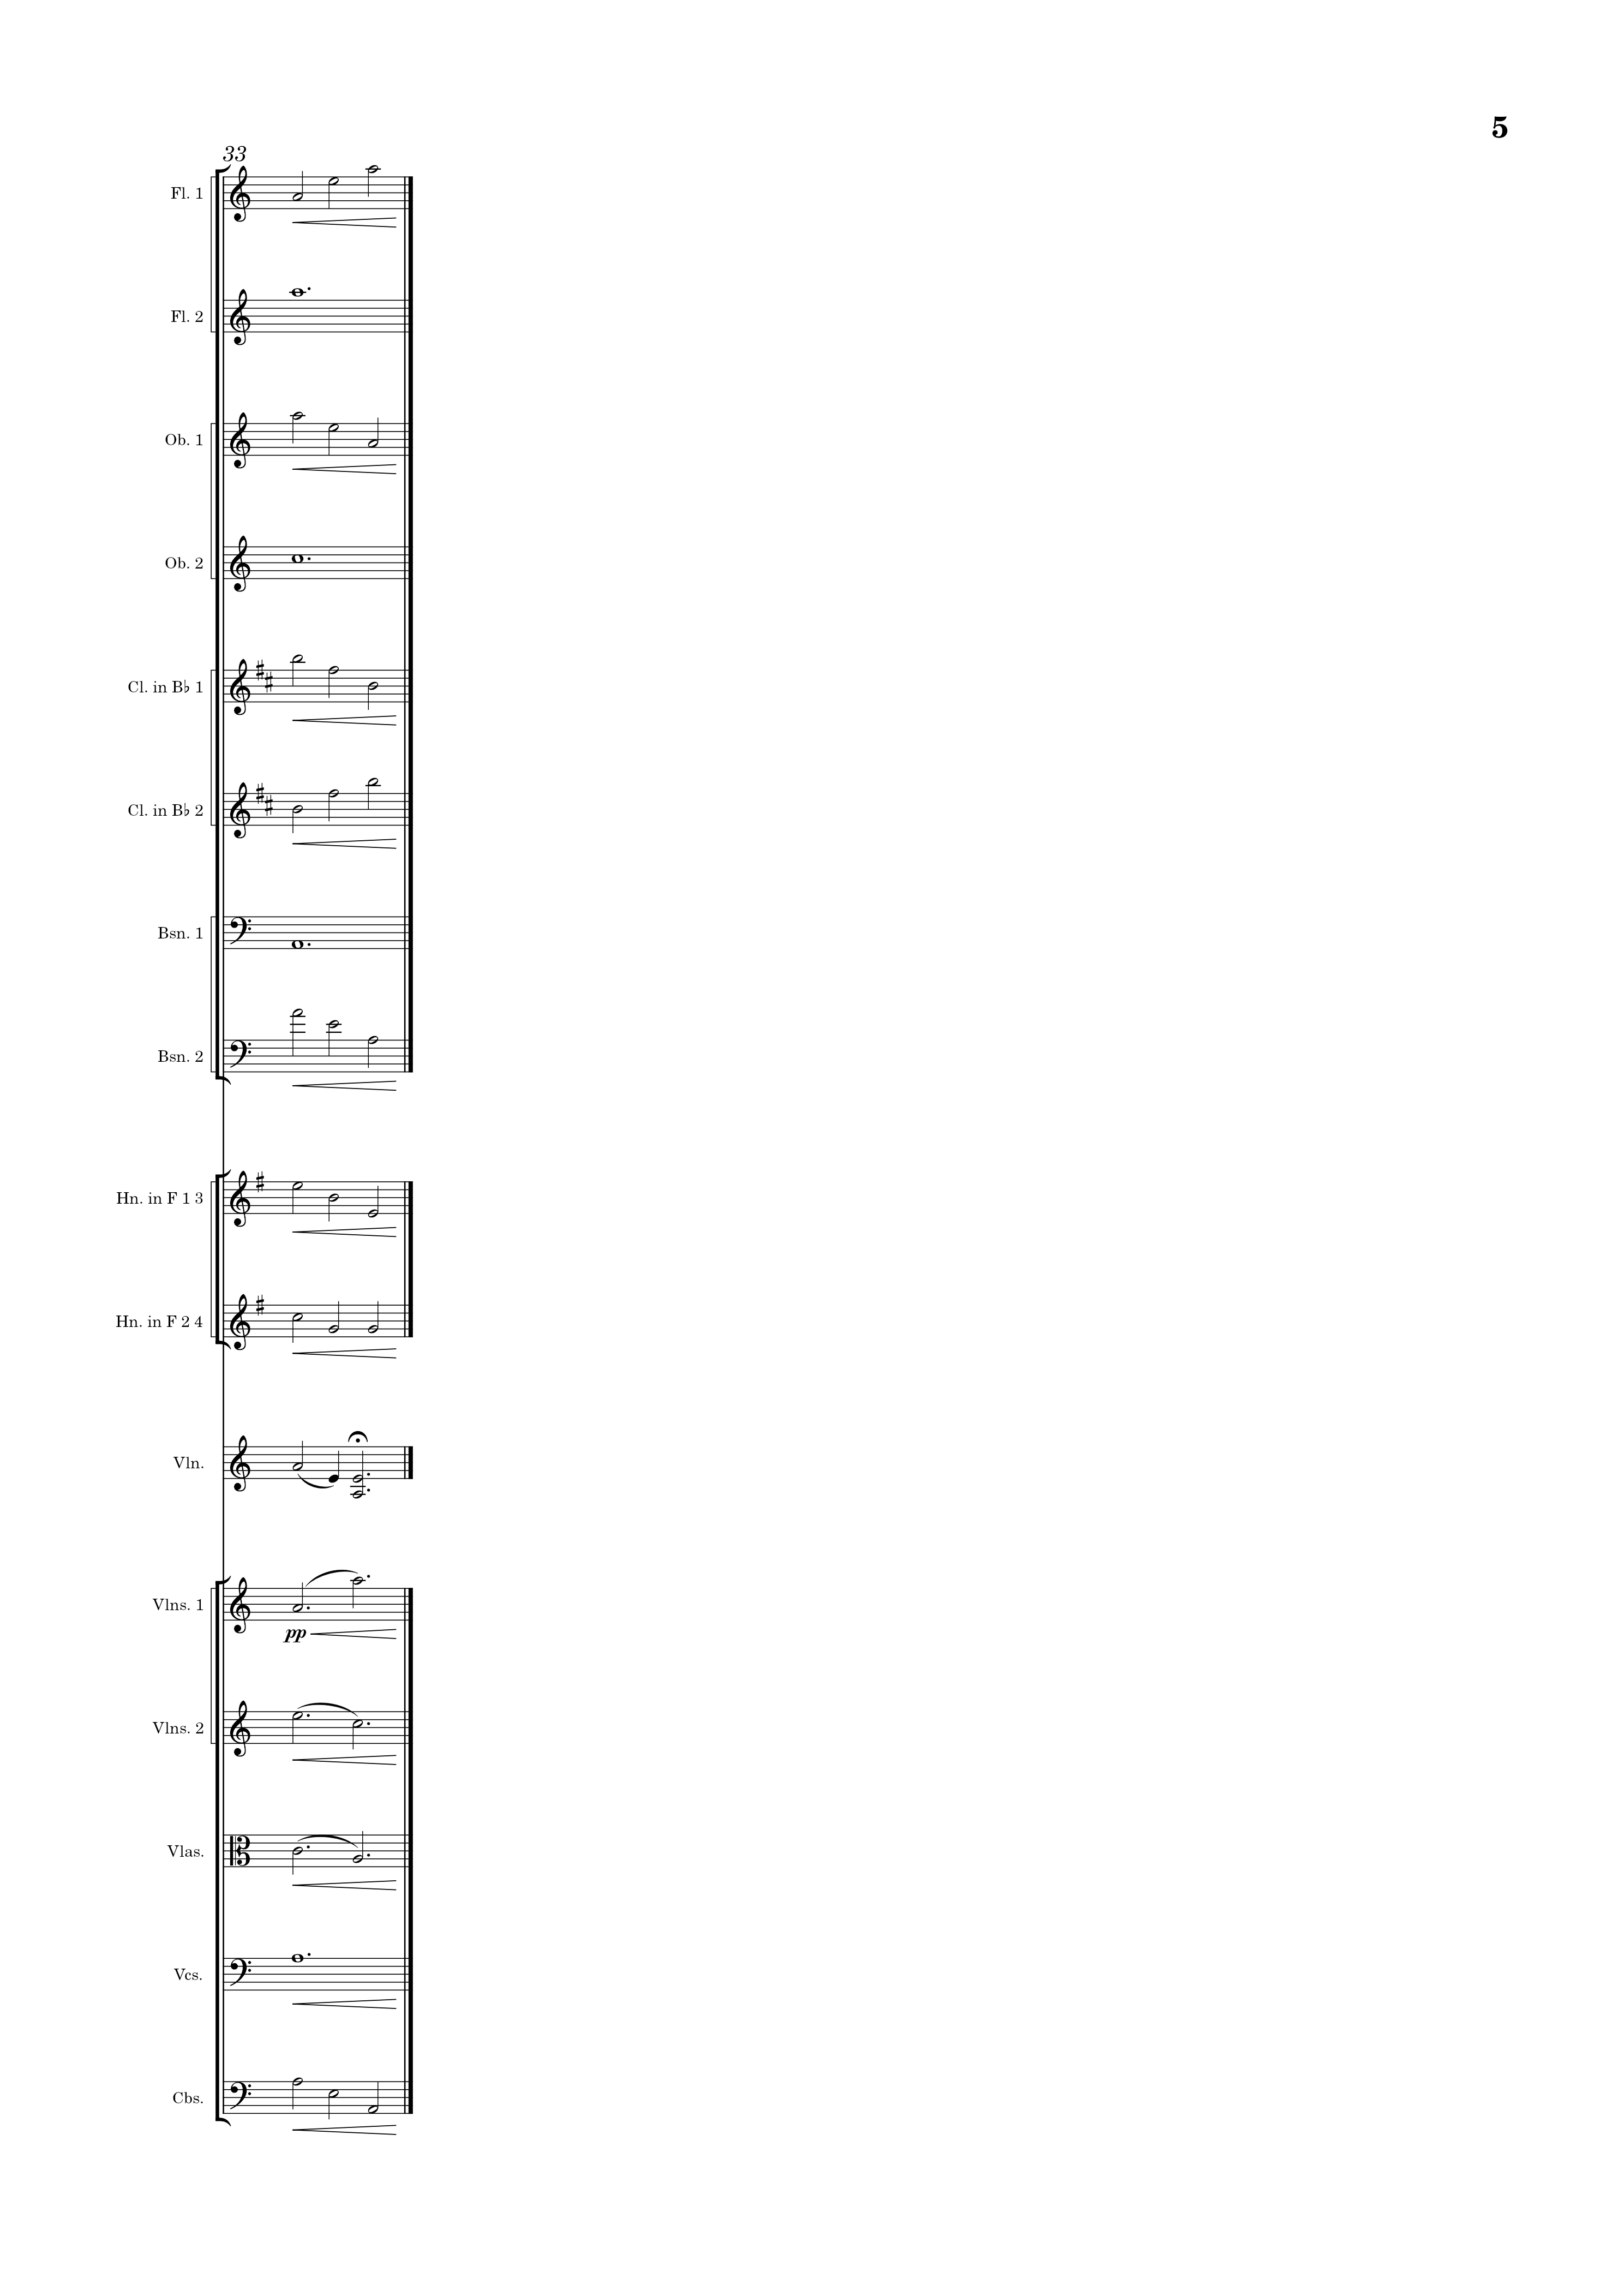 5
33
Fl. 1
Fl. 2
Ob. 1
Ob. 2
Cl. in B♭ 1
Cl. in B♭ 2
Bsn. 1
Bsn. 2
Hn. in F 1 3
Hn. in F 2 4
Vln.
Vlns. 1
pp
Vlns. 2
Vlas.
Vcs.
Cbs.